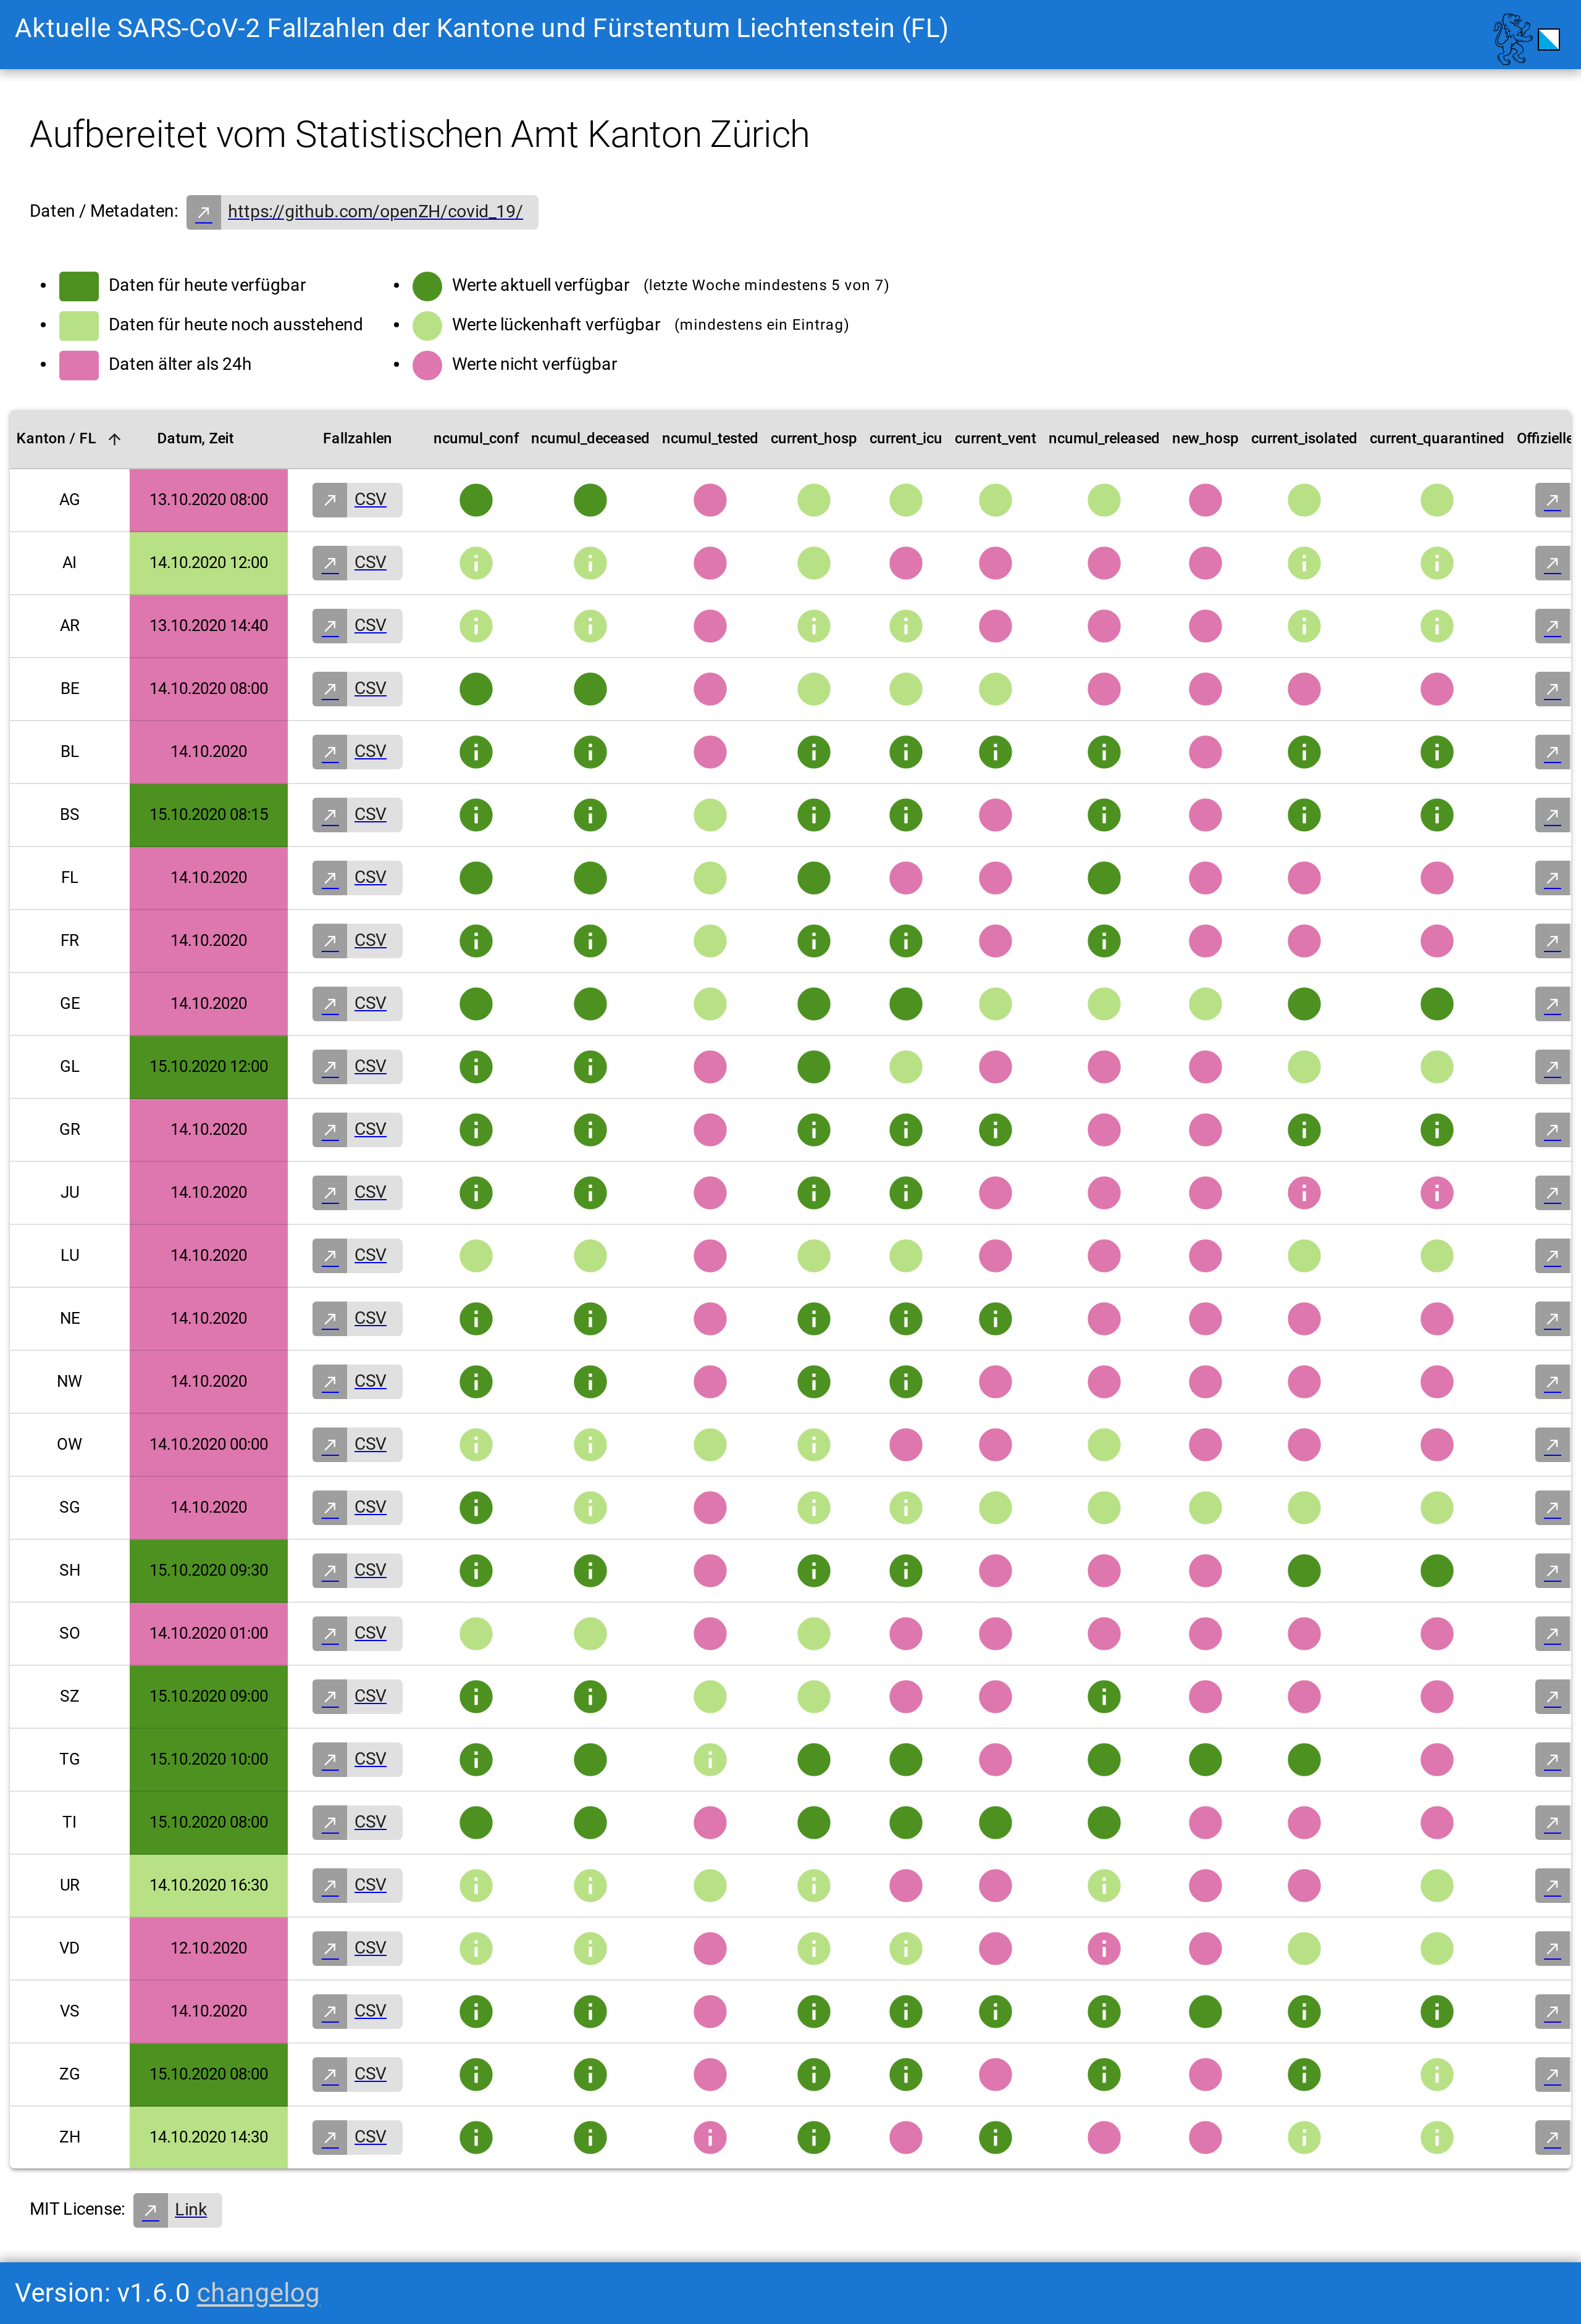 Aktuelle SARS-CoV-2 Fallzahlen der Kantone und Fürstentum Liechtenstein (FL)
Aufbereitet vom Statistischen Amt Kanton Zürich
Daten / Metadaten: https://github.com/openZH/covid_19/
Daten für heute verfügbar
Daten für heute noch ausstehend
Daten älter als 24h
Werte aktuell verfügbar (letzte Woche mindestens 5 von 7)
Werte lückenhaft verfügbar (mindestens ein Eintrag)
Werte nicht verfügbar
Kanton / FL Datum, Zeit Fallzahlen ncumul_conf ncumul_deceased ncumul_tested current_hosp current_icu current_vent ncumul_released new_hosp current_isolated current_quarantined Offizielle
AG 13.10.2020 08:00 CSV
AI 14.10.2020 12:00 CSV
AR 13.10.2020 14:40 CSV
BE 14.10.2020 08:00 CSV
BL 14.10.2020 CSV
BS 15.10.2020 08:15 CSV
FL 14.10.2020 CSV
FR 14.10.2020 CSV
GE 14.10.2020 CSV
GL 15.10.2020 12:00 CSV
GR 14.10.2020 CSV
JU 14.10.2020 CSV
LU 14.10.2020 CSV
NE 14.10.2020 CSV
NW 14.10.2020 CSV
OW 14.10.2020 00:00 CSV
SG 14.10.2020 CSV
SH 15.10.2020 09:30 CSV
SO 14.10.2020 01:00 CSV
SZ 15.10.2020 09:00 CSV
TG 15.10.2020 10:00 CSV
TI 15.10.2020 08:00 CSV
UR 14.10.2020 16:30 CSV
VD 12.10.2020 CSV
VS 14.10.2020 CSV
ZG 15.10.2020 08:00 CSV
ZH 14.10.2020 14:30 CSV
MIT License: Link
Version: v1.6.0 changelog